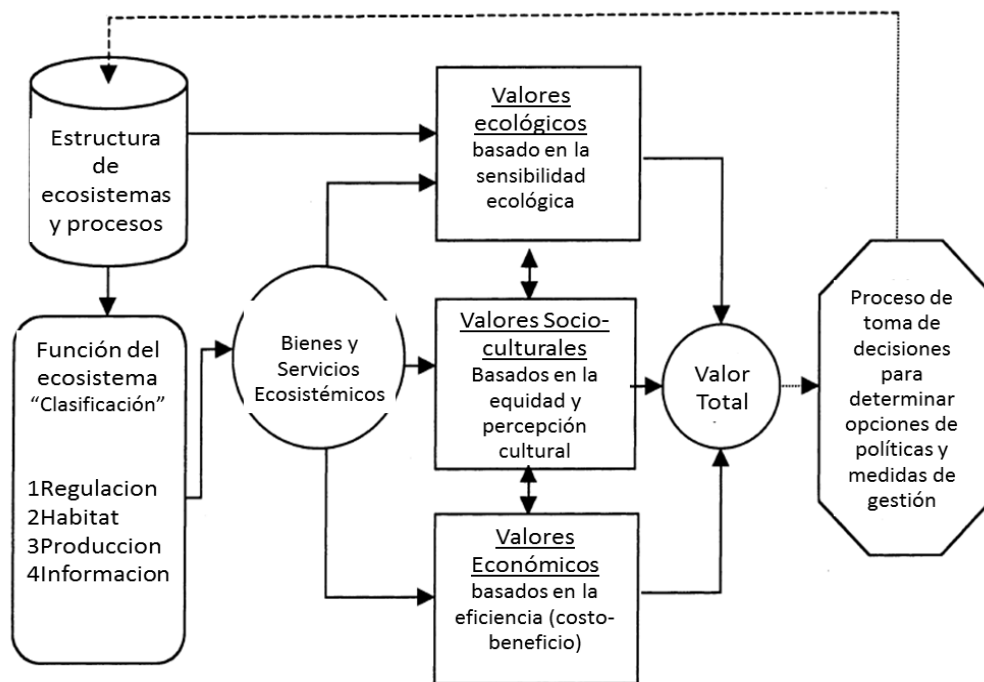 Estructura
de
ecosistemas
y procesos
Función del
ecosistema
“Clasificación”
1Regulacion
2Habitat
3Produccion
4Informacion
Bienes y
Servicios
Ecosistémicos
Valores
ecológicos
basado en la
sensibilidad
ecológica
Valores Socio-
culturales
Basados en la
equidad y
percepción
cultural
Valores
Económicos
basados en la
eficiencia (costo-
beneficio)
Valor
Total
Proceso de
toma de
decisiones
para
determinar
opciones de
políticas y
medidas de
gestión